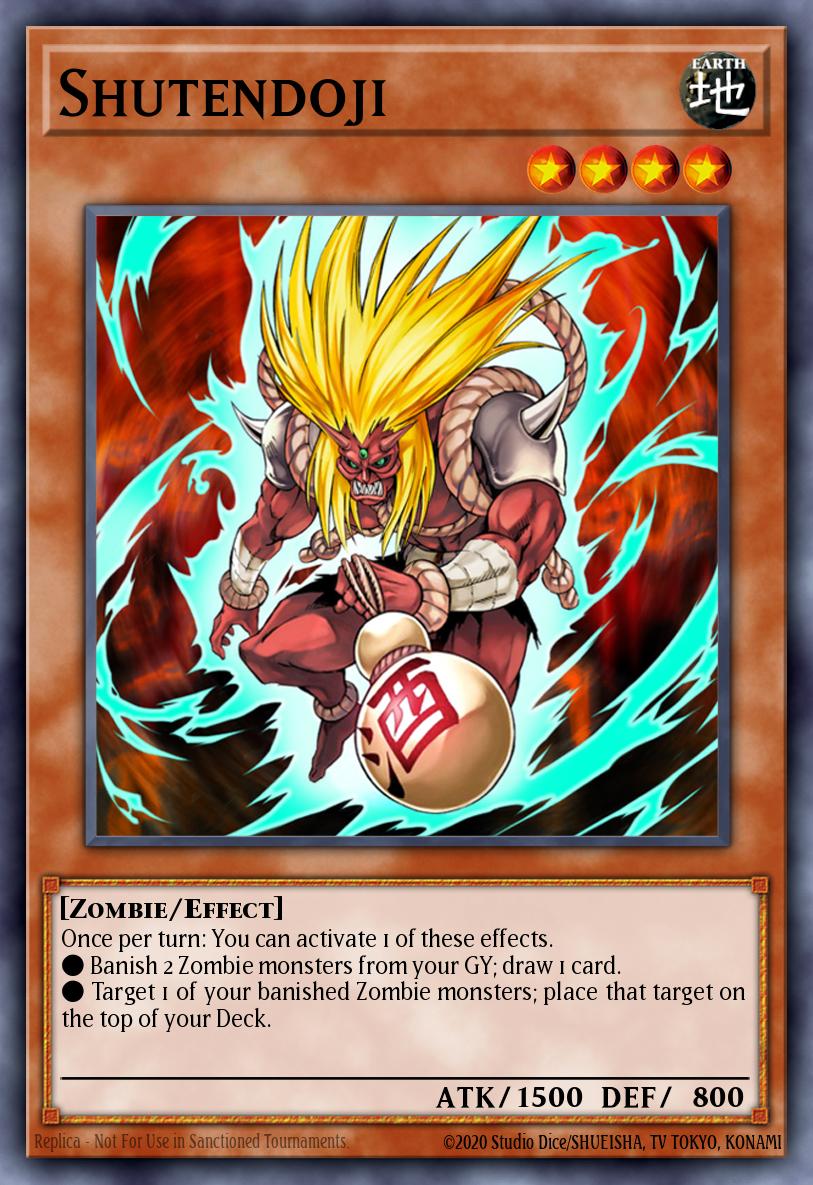 Shutendoji
EARTH
地
酒
[Zombie/Effect]
Once per turn: You can activate 1 of these effects.
● Banish 2 Zombie monsters from your GY; draw 1 card.
● Target 1 of your banished Zombie monsters; place that target on
the top of your Deck.
ATK/1500 DEF/ 800
Replica - Not For Use in Sanctioned Tournaments.
©2020 Studio Dice/SHUEISHA, TV TOKYO, KONAMI